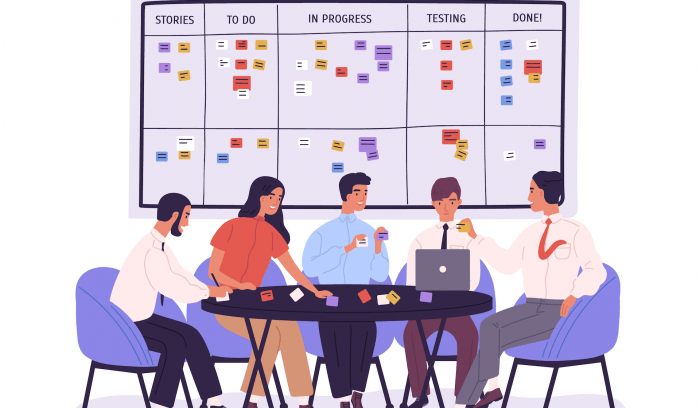 STORIES
TO DO
IN PROGRESS
TESTING
DONE!